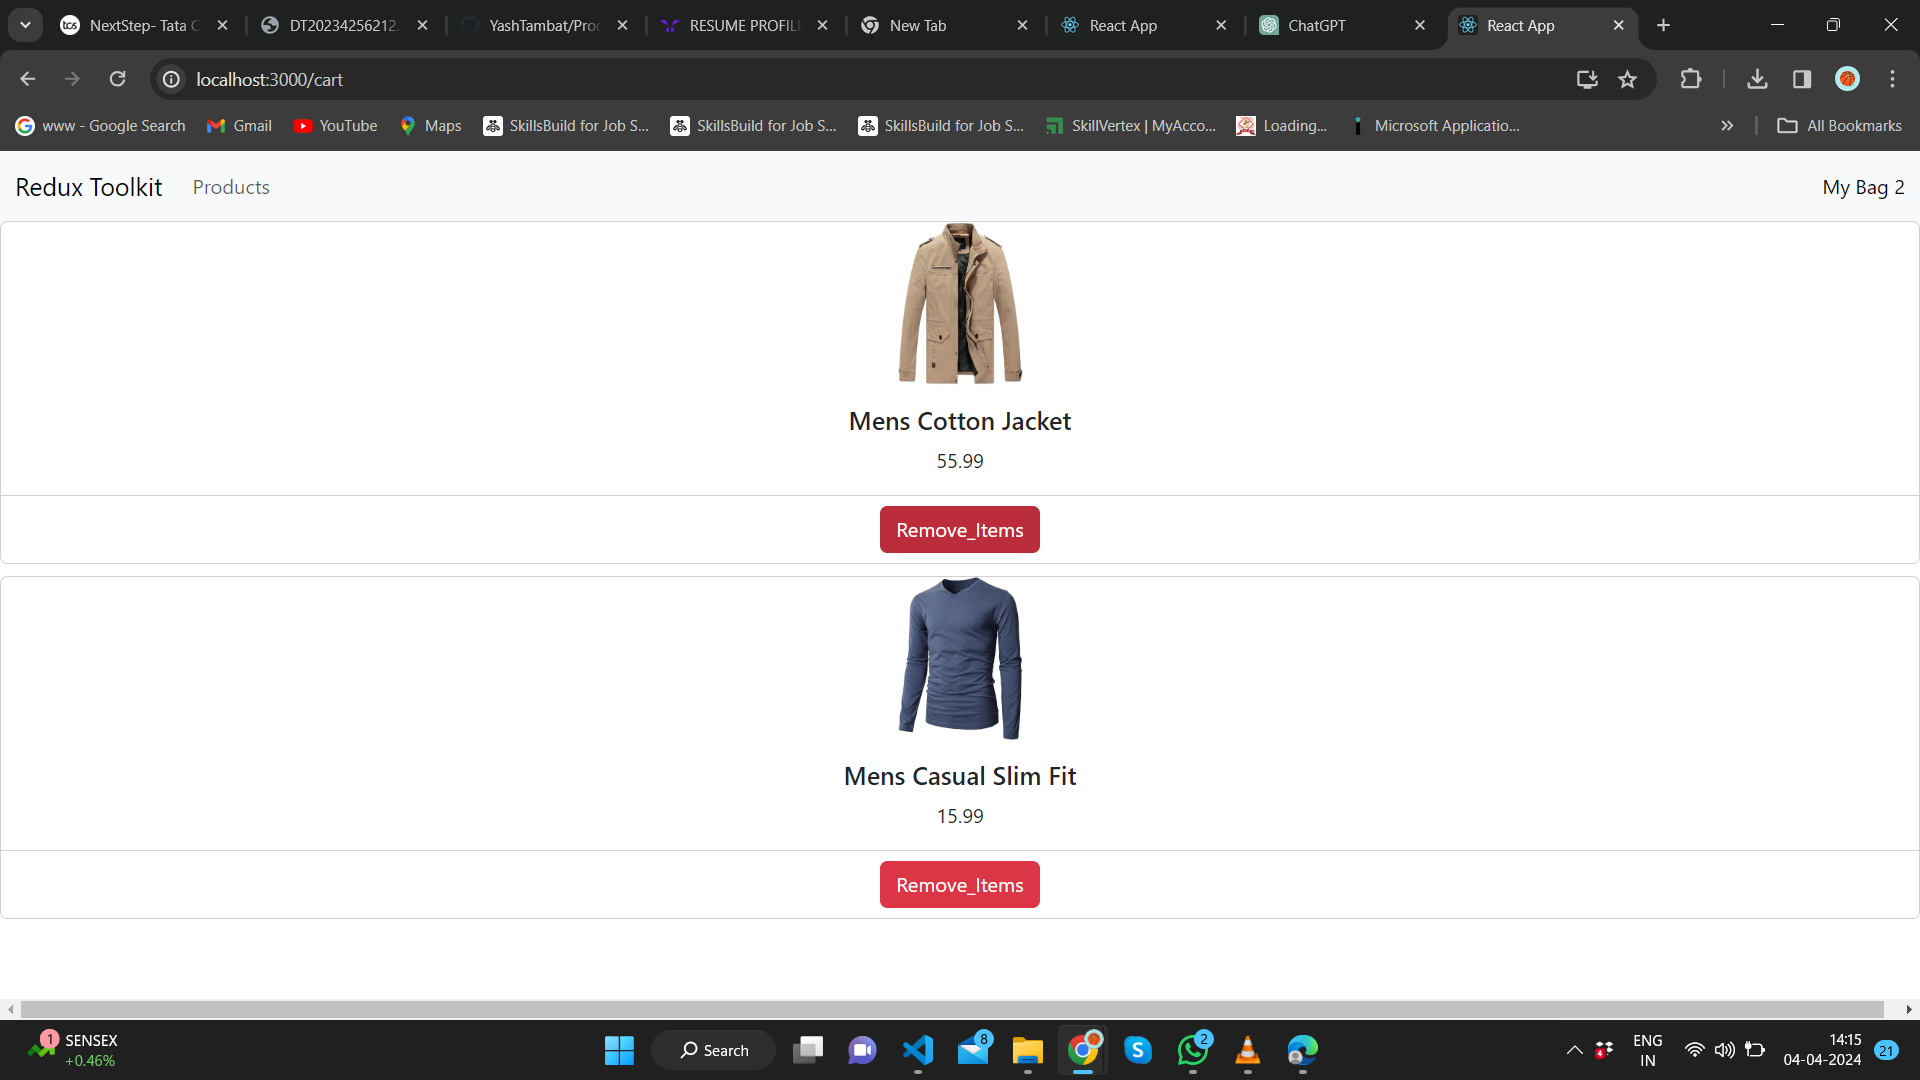 NextStep- Tata C
DT20234256212.
YashTambat/Proc
RESUME PROFILE
New Tab
React App
ChatGPT
React App
localhost:3000/cart
www - Google Search
Gmail
YouTube
Maps
SkillsBuild for Job S...
SkillsBuild for Job S...
SkillsBuild for Job S...
SkillVertex | MyAcco...
Loading...
Microsoft Applicatio...
All Bookmarks
Redux Toolkit
Products
My Bag 2
Mens Cotton Jacket
55.99
Remove_Items
Mens Casual Slim Fit
15.99
Remove_Items
1
SENSEX
+0.46%
Search
8
2
4
ENG
IN
14:15
04-04-2024
21